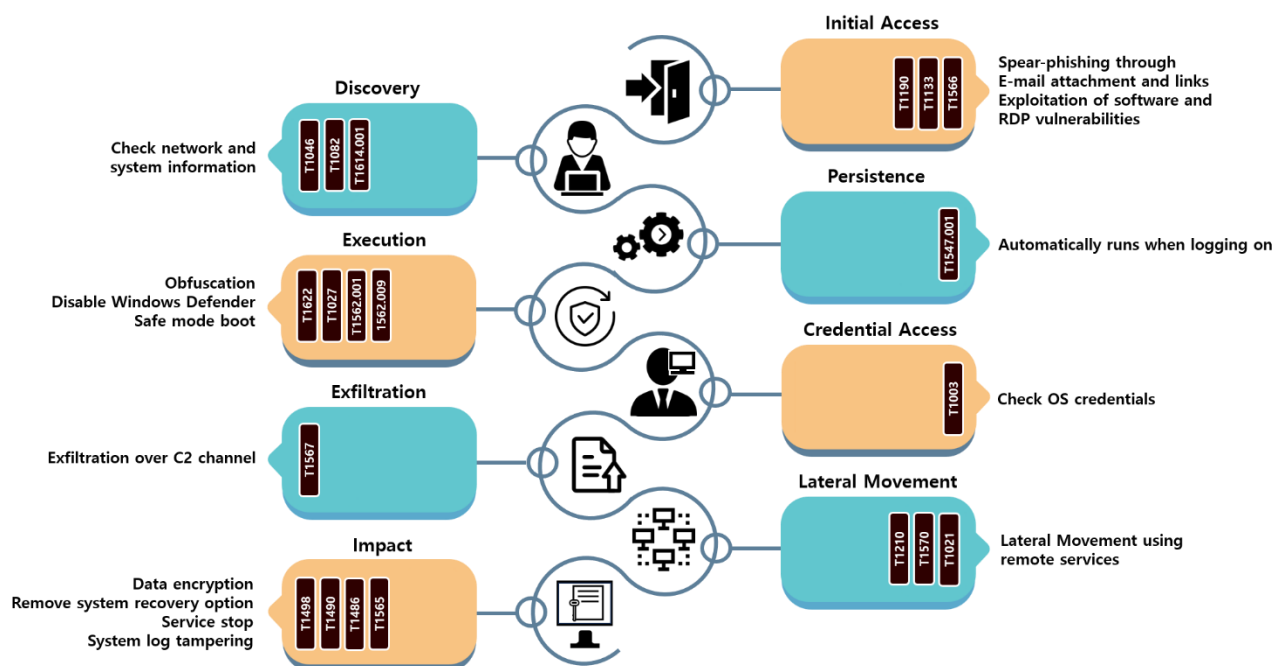 Initial Access
T1190
T1133
T1566
Spear-phishing through
E-mail attachment and links
Exploitation of software and
RDP vulnerabilities
Discovery
Check network and
system information
T1046
T1082
T1614.001
Persistence
T1547.001
Automatically runs when logging on
Execution
Obfuscation
Disable Windows Defender
Safe mode boot
T1622
T1027
T1562.001
1562.009
Credential Access
T1003
Check OS credentials
Exfiltration
Exfiltration over C2 channel
T1567
Lateral Movement
T1210
T1570
T1021
Lateral Movement using
remote services
Impact
Data encryption
Remove system recovery option
Service stop
System log tampering
T1498
T1490
T1486
T1565